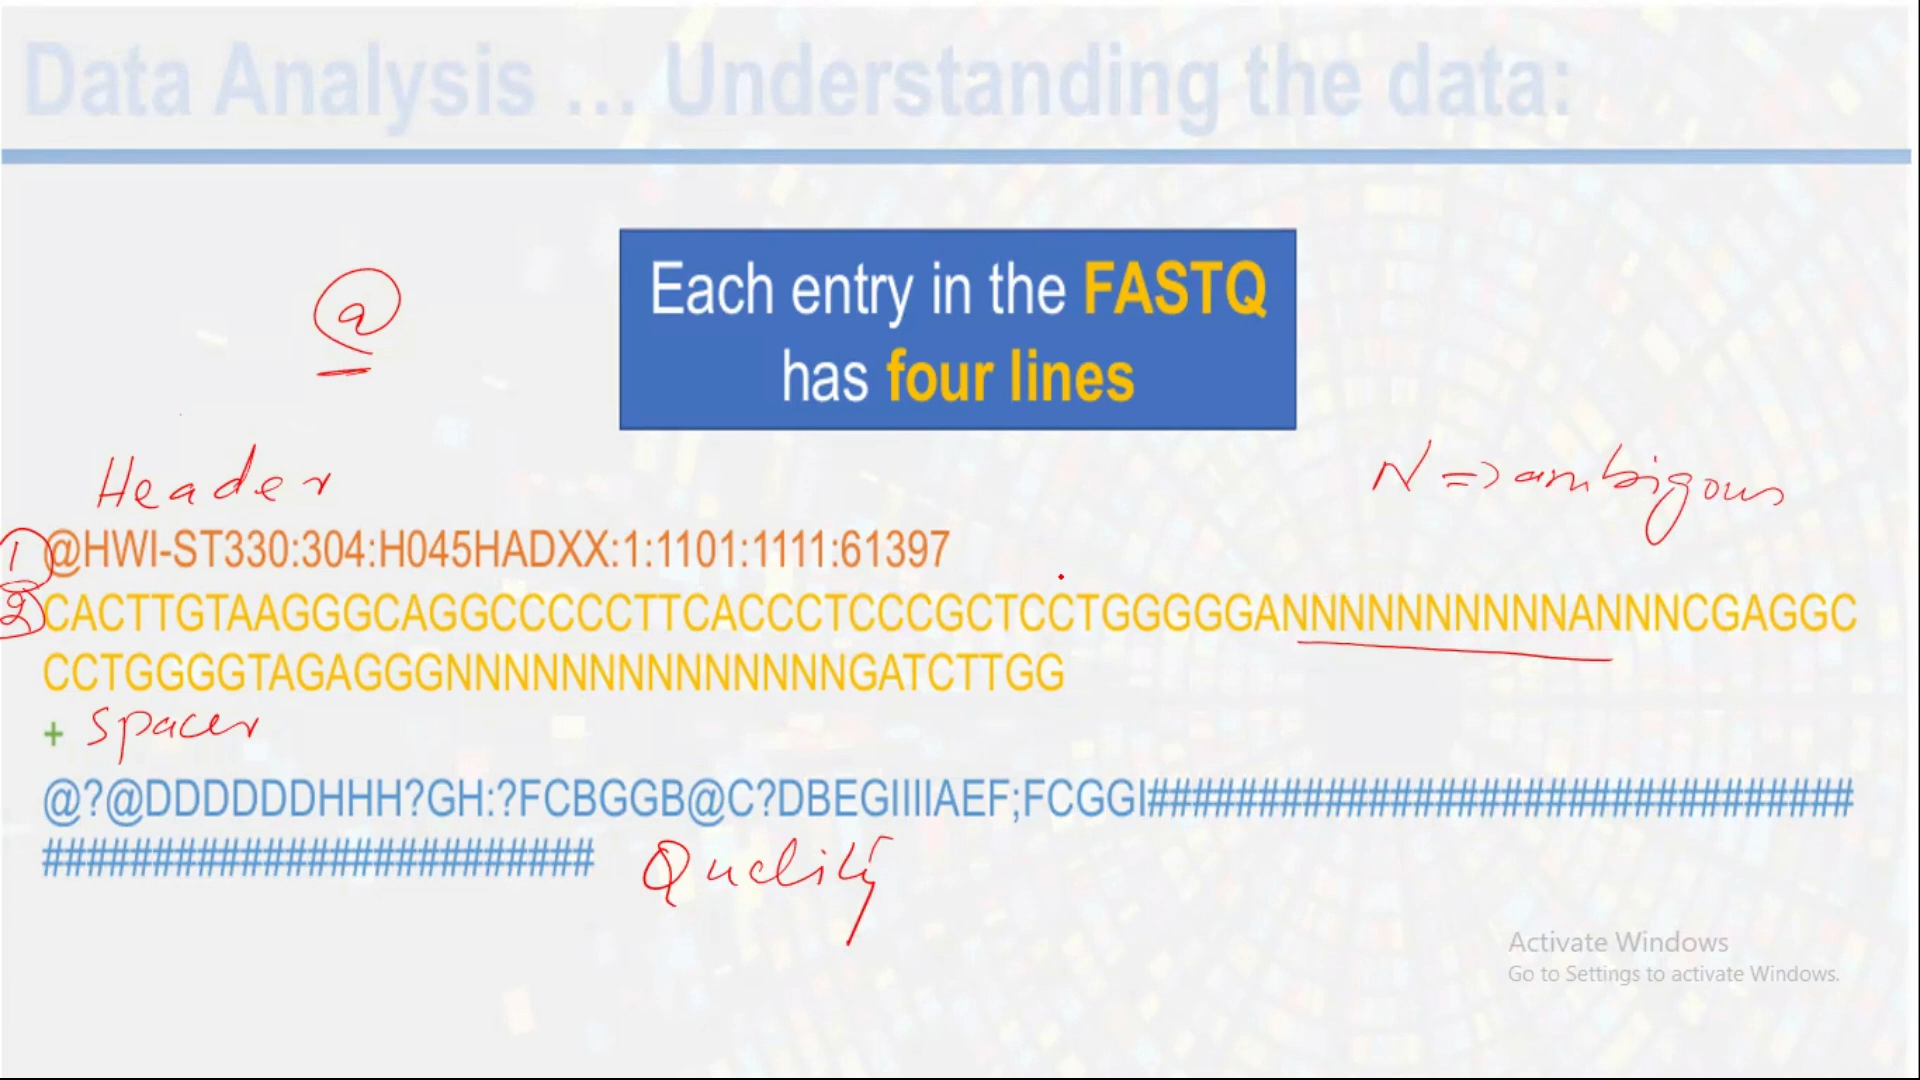 Data Analysis ... Understanding the data:
Each entry in the FASTQ
has four lines
@
Header
N => ambigous
1 @HWI-ST330:304:H045HADXX:1:1101:1111:61397
2 CACTTGTAAGGGCAGGCCCCCTTCACCCTCCCGCTCCTGGGGGANNNNNNNNNNNANNNCGAGGC
CCTGGGGTAGAGGGNNNNNNNNNNNNNNGATCTTGG
+ spacer
@?@DDDDDDHHH?GH:?FCBGGB@C?DBEGIIIIAEF;FCGGI################################
#########################
Quality
Activate Windows
Go to Settings to activate Windows.